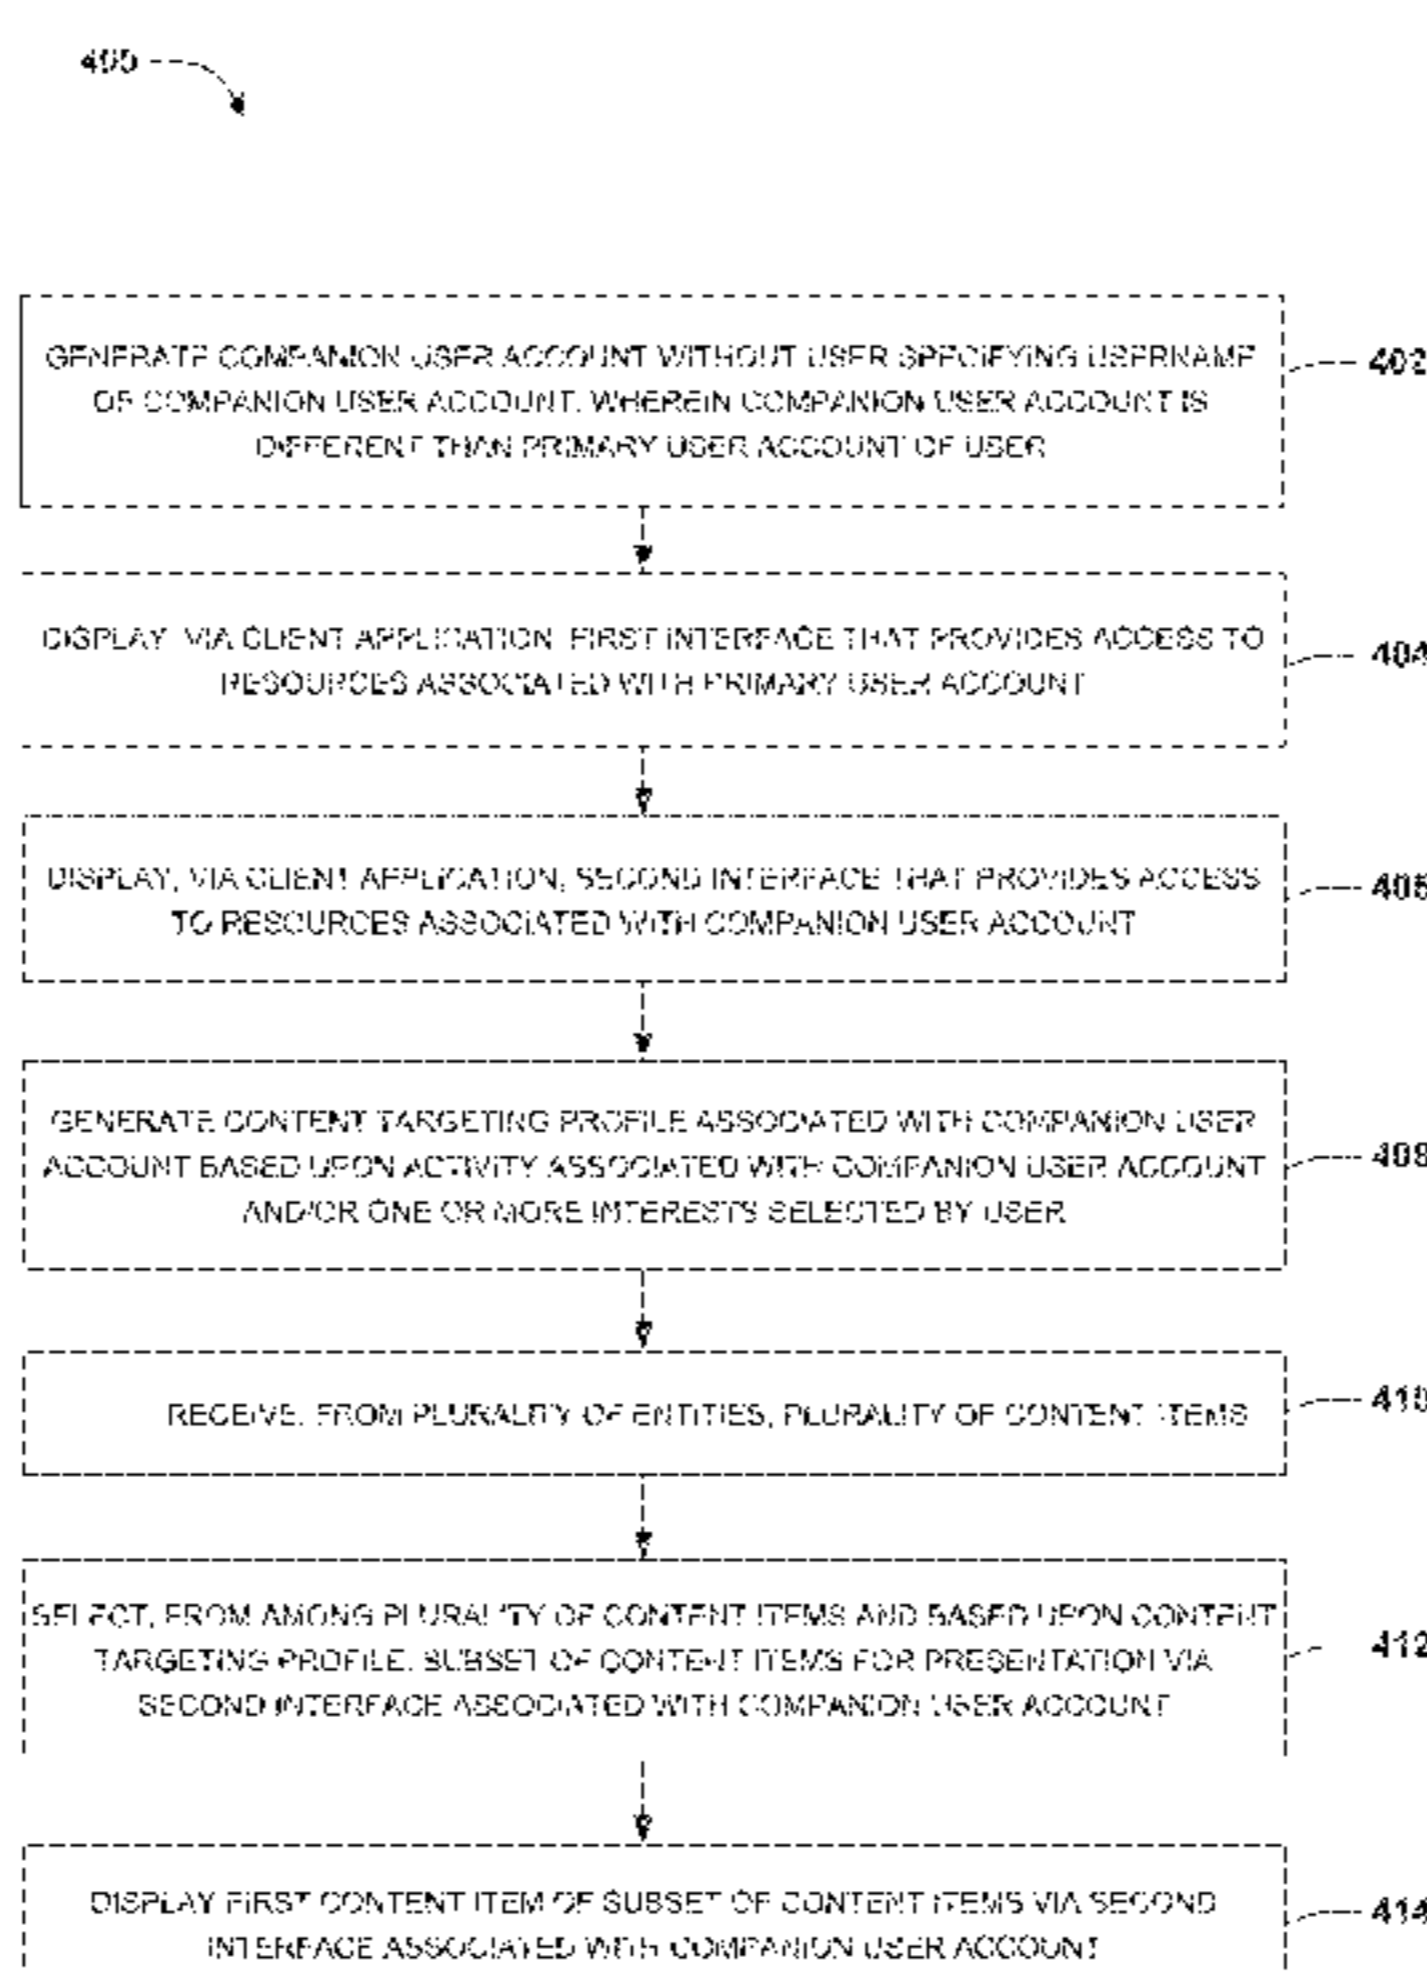 400
GENERATE COMPANION USER ACCOUNT WITHOUT USER SPECIFYING USERNAME
OF COMPANION USER ACCOUNT, WHEREIN COMPANION USER ACCOUNT IS
DIFFERENT THAN PRIMARY USER ACCOUNT OF USER
402
DISPLAY, VIA CLIENT APPLICATION, FIRST INTERFACE THAT PROVIDES ACCESS TO
RESOURCES ASSOCIATED WITH PRIMARY USER ACCOUNT
404
DISPLAY, VIA CLIENT APPLICATION, SECOND INTERFACE THAT PROVIDES ACCESS
TO RESOURCES ASSOCIATED WITH COMPANION USER ACCOUNT
406
GENERATE CONTENT TARGETING PROFILE ASSOCIATED WITH COMPANION USER
ACCOUNT BASED UPON ACTIVITY ASSOCIATED WITH COMPANION USER ACCOUNT
AND/OR ONE OR MORE INTERESTS SELECTED BY USER
408
RECEIVE, FROM PLURALITY OF ENTITIES, PLURALITY OF CONTENT ITEMS
410
SELECT, FROM AMONG PLURALITY OF CONTENT ITEMS AND BASED UPON CONTENT
TARGETING PROFILE, SUBSET OF CONTENT ITEMS FOR PRESENTATION VIA
SECOND INTERFACE ASSOCIATED WITH COMPANION USER ACCOUNT
412
DISPLAY FIRST CONTENT ITEM OF SUBSET OF CONTENT ITEMS VIA SECOND
INTERFACE ASSOCIATED WITH COMPANION USER ACCOUNT
414